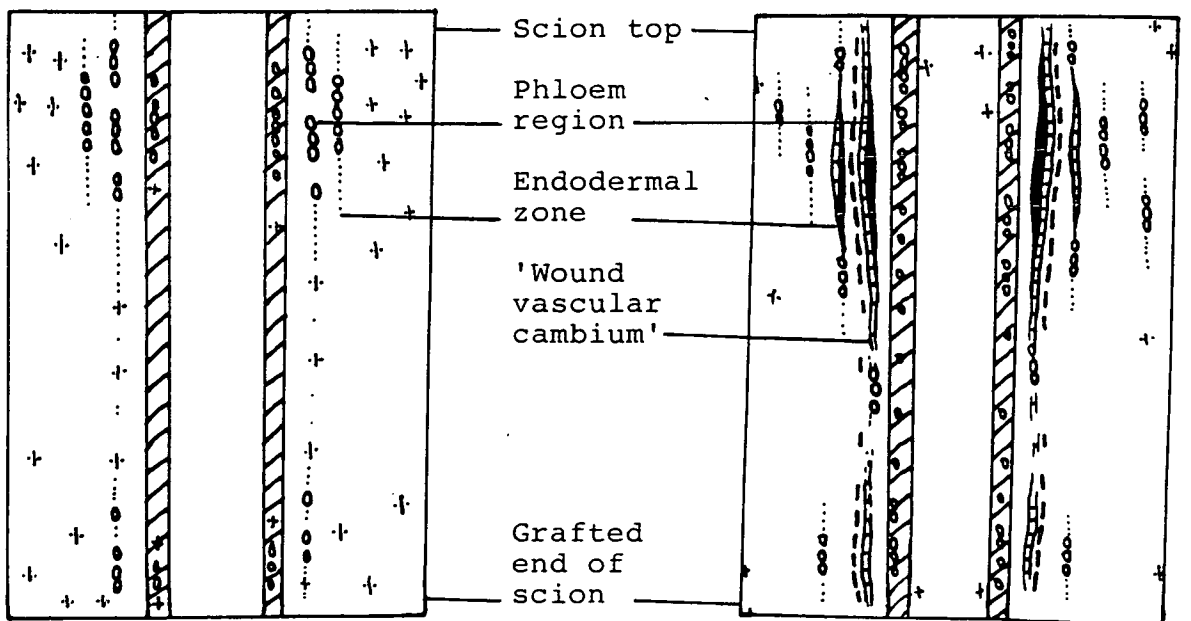 Scion top
Phloem
region
Endodermal
zone
'Wound
vascular
cambium'
Grafted
end of
scion